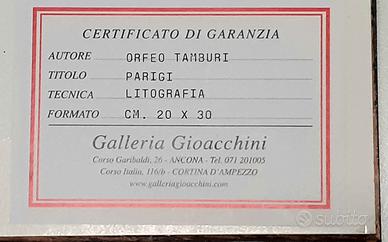 CERTIFICATO DI GARANZIA
AUTORE ORFEO TAMBURI
TITOLO PARIGI
TECNICA LITOGRAFIA
FORMATO CM. 20 X 30
Galleria Gioacchini
Corso Garibaldi, 26 - ANCONA - Tel. 071 201005
Corso Italia, 116/b - CORTINA D'AMPEZZO
www.galleriagioacchini.com
subito